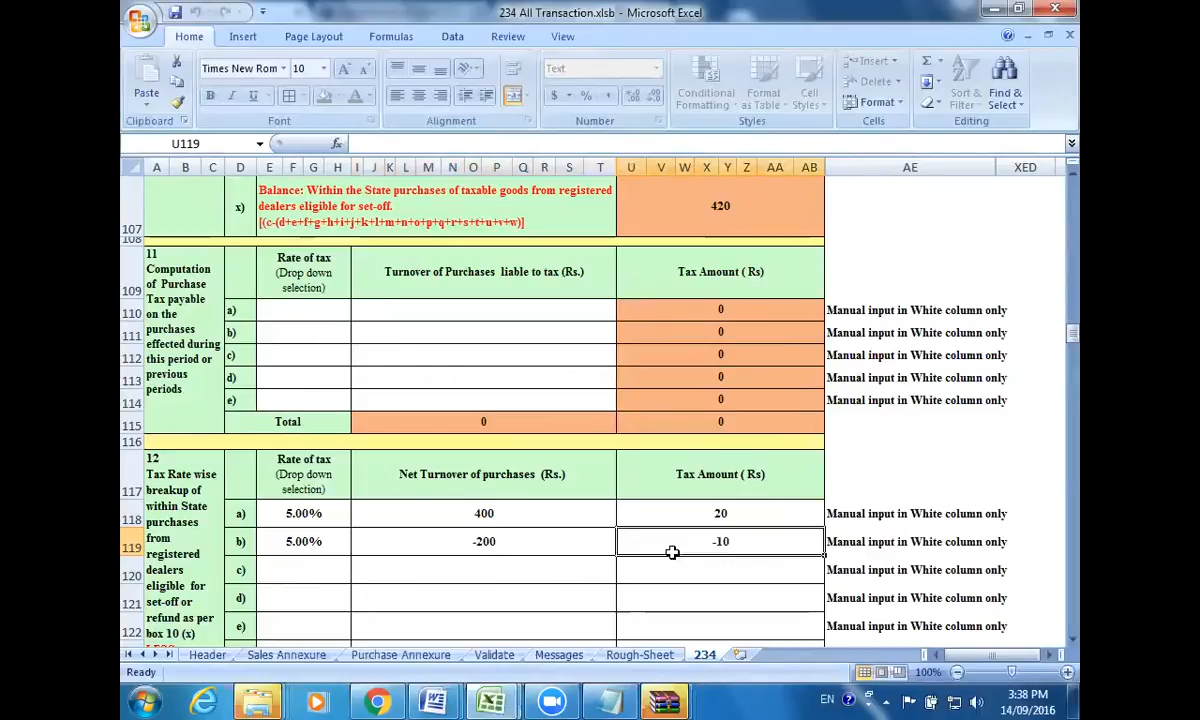 234 All Transaction.xlsb - Microsoft Excel
Home Insert Page Layout Formulas Data Review View
Paste
Times New Rom 10
B I U
Text
$ % ,
Conditional Formatting
Format as Table
Cell Styles
Insert
Delete
Format
Sort & Filter
Find & Select
Clipboard Font Alignment Number Styles Cells Editing
U119
fx
A B C D E F G H I J K L M N O P Q R S T U V W X Y Z AA AB AE XED
107
x)
Balance: Within the State purchases of taxable goods from registered
dealers eligible for set-off.
[(c-(d+e+f+g+h+i+j+k+l+m+n+o+p+q+r+s+t+u+v+w)]
420
108
109
11
Computation
of Purchase
Tax payable
on the
purchases
effected during
this period or
previous
periods
Rate of tax
(Drop down
selection)
Turnover of Purchases liable to tax (Rs.)
Tax Amount ( Rs)
110 a) 0 Manual input in White column only
111 b) 0 Manual input in White column only
112 c) 0 Manual input in White column only
113 d) 0 Manual input in White column only
114 e) 0 Manual input in White column only
115 Total 0 0
116
117
12
Tax Rate wise
breakup of
within State
purchases
from
registered
dealers
eligible for
set-off or
refund as per
box 10 (x)
Rate of tax
(Drop down
selection)
Net Turnover of purchases (Rs.)
Tax Amount ( Rs)
118 a) 5.00% 400 20 Manual input in White column only
119 b) 5.00% -200 -10 Manual input in White column only
120 c) Manual input in White column only
121 d) Manual input in White column only
122 e) Manual input in White column only
Header Sales Annexure Purchase Annexure Validate Messages Rough-Sheet 234
Ready
100%
EN
3:38 PM
14/09/2016